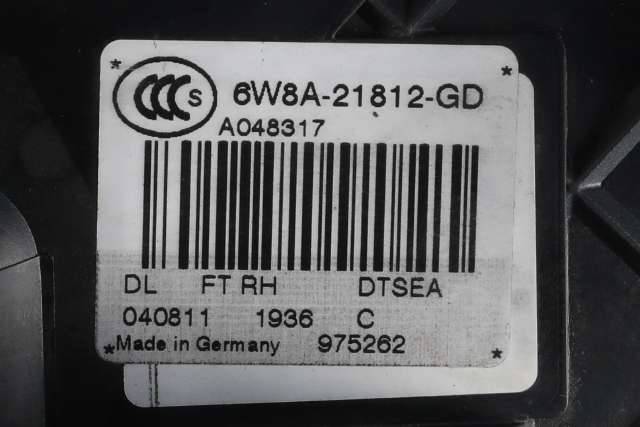 CCC S 6W8A-21812-GD
A048317
DL FT RH DTSEA
040811 1936 C
*Made in Germany 975262 *